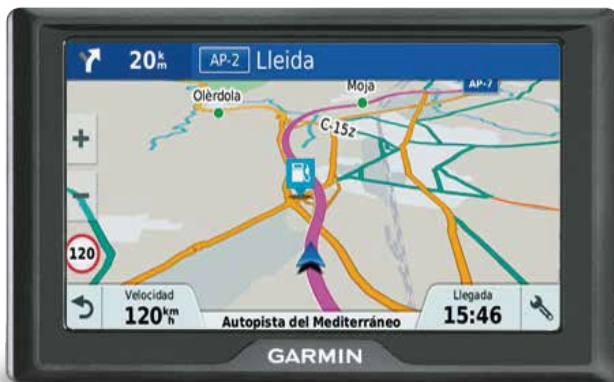 20 km
AP-2 Lleida
AP-7
Moja
Olèrdola
C-15z
+
−
120
Velocidad
120 km/h
Autopista del Mediterráneo
Llegada
15:46
GARMIN